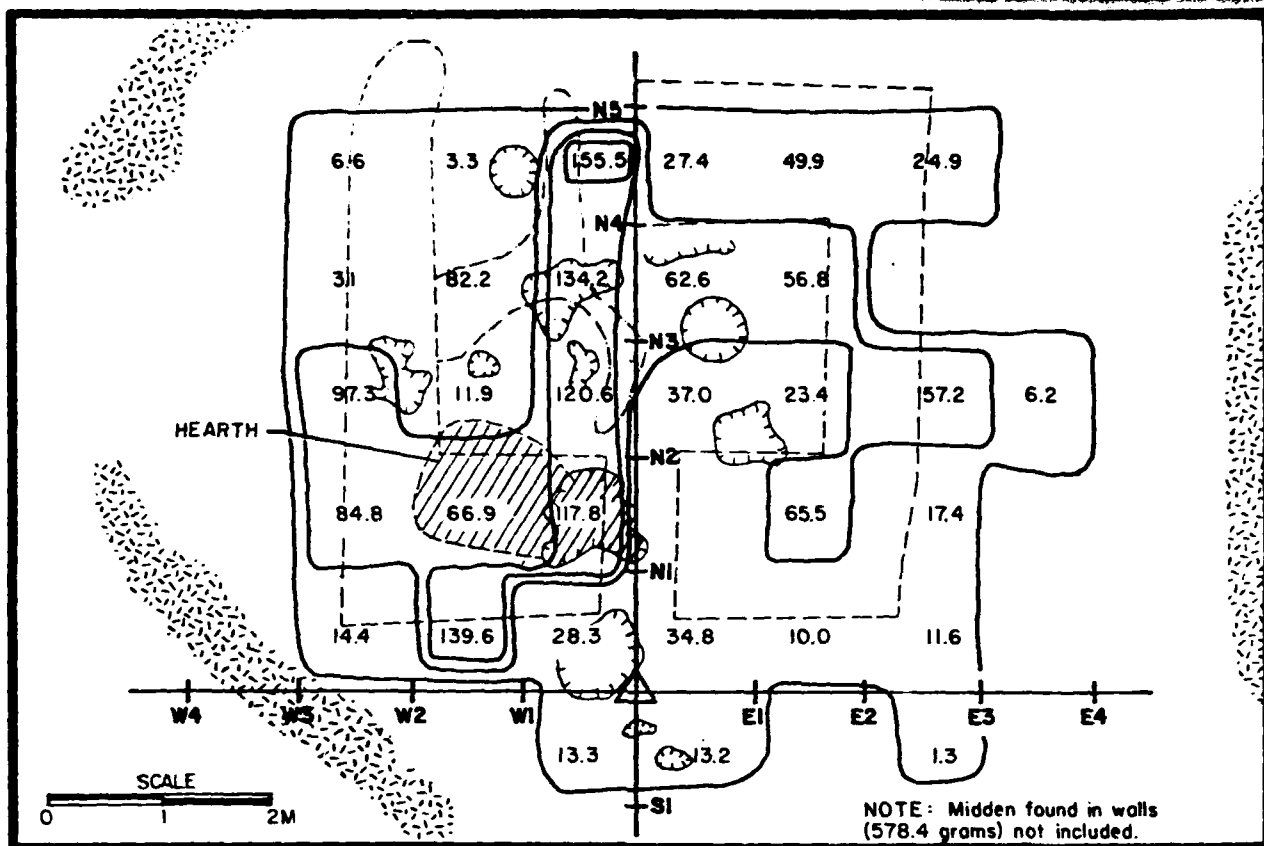 N5
6.6 3.3 155.5 27.4 49.9 24.9
N4
3.1 82.2 134.2 62.6 56.8
N3
97.3 11.9 120.6 37.0 23.4 57.2 6.2
HEARTH
N2
84.8 66.9 117.8 65.5 17.4
N1
14.4 139.6 28.3 34.8 10.0 11.6
W4 W3 W2 W1 E1 E2 E3 E4
13.3 13.2 1.3
SCALE
0 1 2M
S1
NOTE: Midden found in walls
(578.4 grams) not included.